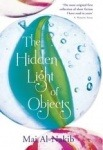 The
Hidden
Light of
Objects
Mai Al-Nakib